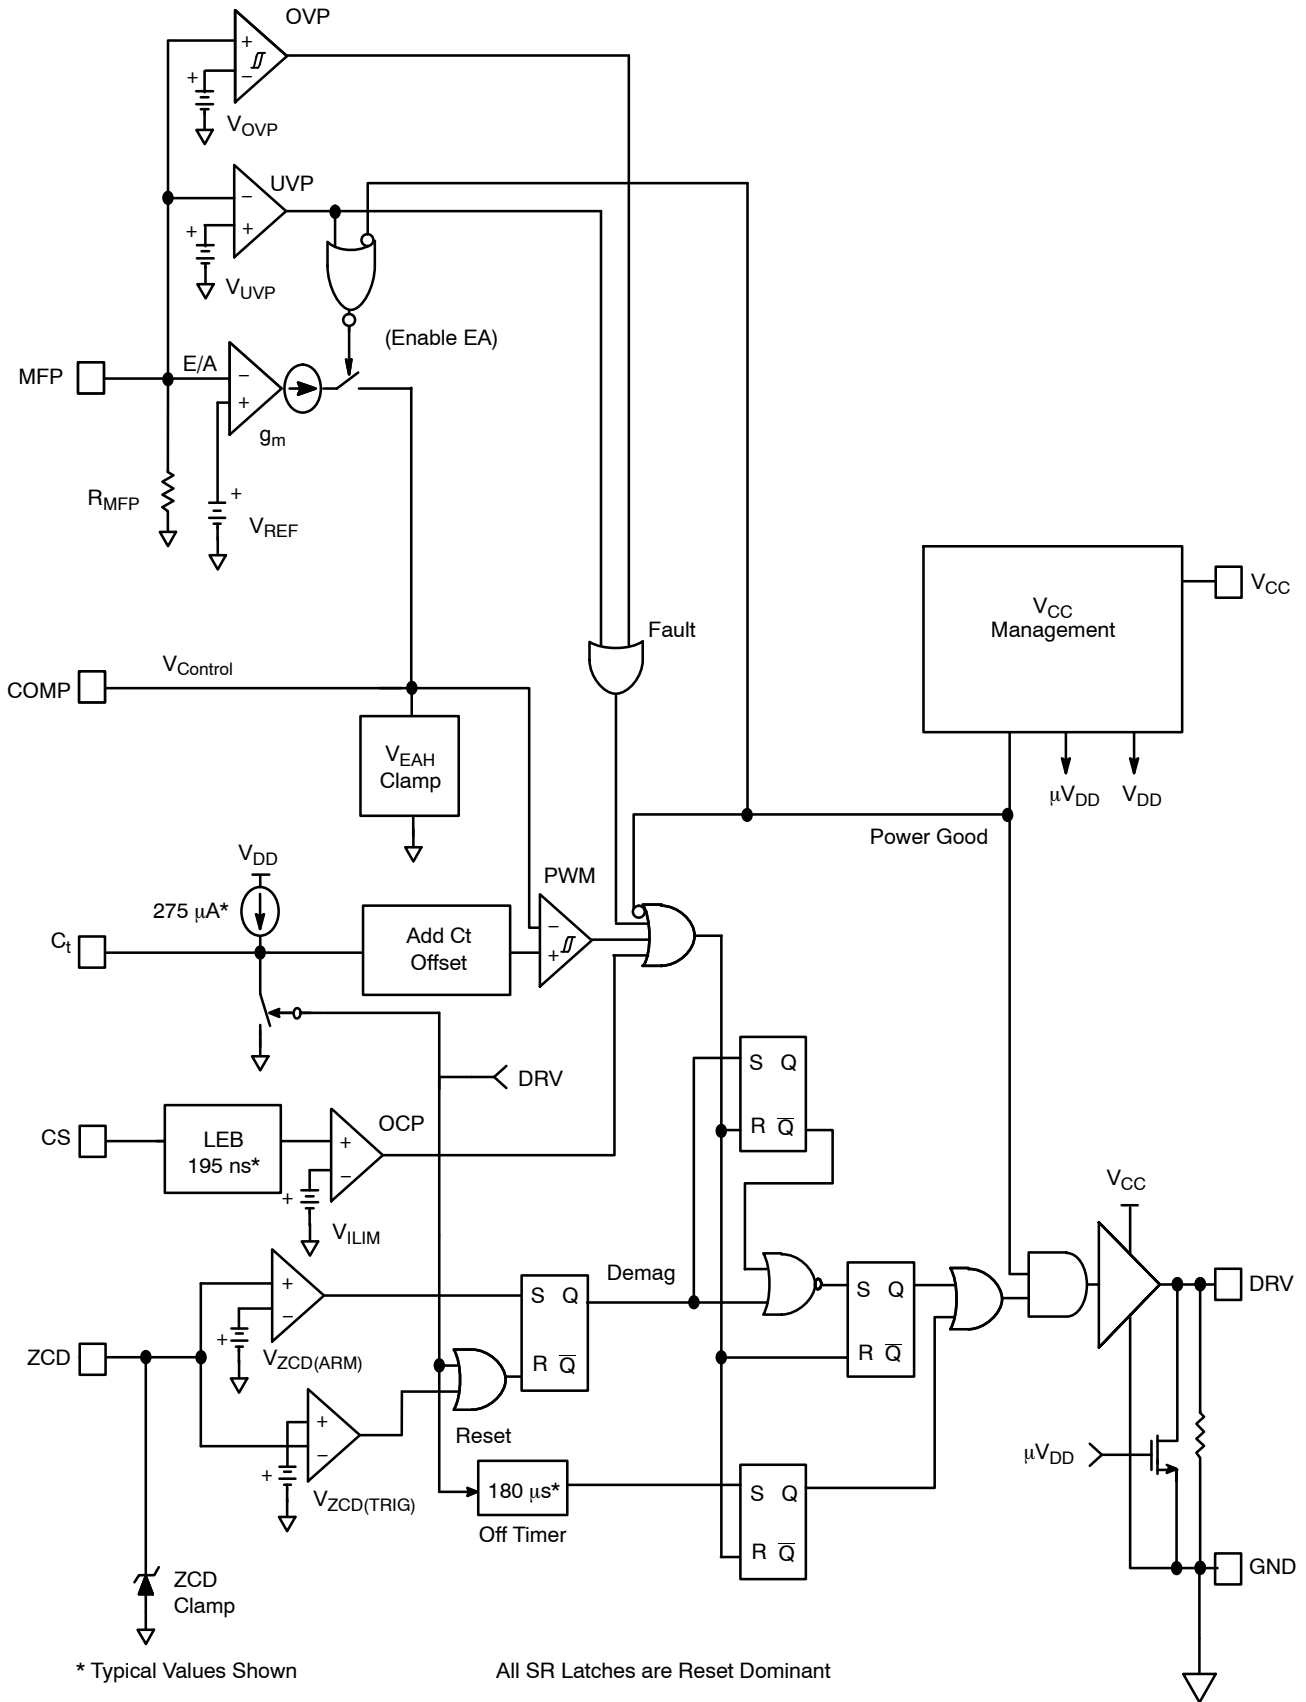 OVP
+
−
+
VOVP
UVP
−
+
+
VUVP
(Enable EA)
MFP
E/A
−
+
gm
RMFP
+
VREF
VCC
Management
VCC
Fault
VControl
COMP
VEAH
Clamp
μVDD
VDD
Power Good
VDD
PWM
275 μA*
Ct
Add Ct
Offset
−
+
S Q
DRV
R Q̅
OCP
CS
LEB
195 ns*
+
−
+
VILIM
VCC
Demag
+
−
S Q
S Q
DRV
+
VZCD(ARM)
ZCD
R Q̅
R Q̅
+
−
Reset
+
VZCD(TRIG)
μVDD
180 μs*
S Q
Off Timer
R Q̅
GND
ZCD
Clamp
* Typical Values Shown
All SR Latches are Reset Dominant